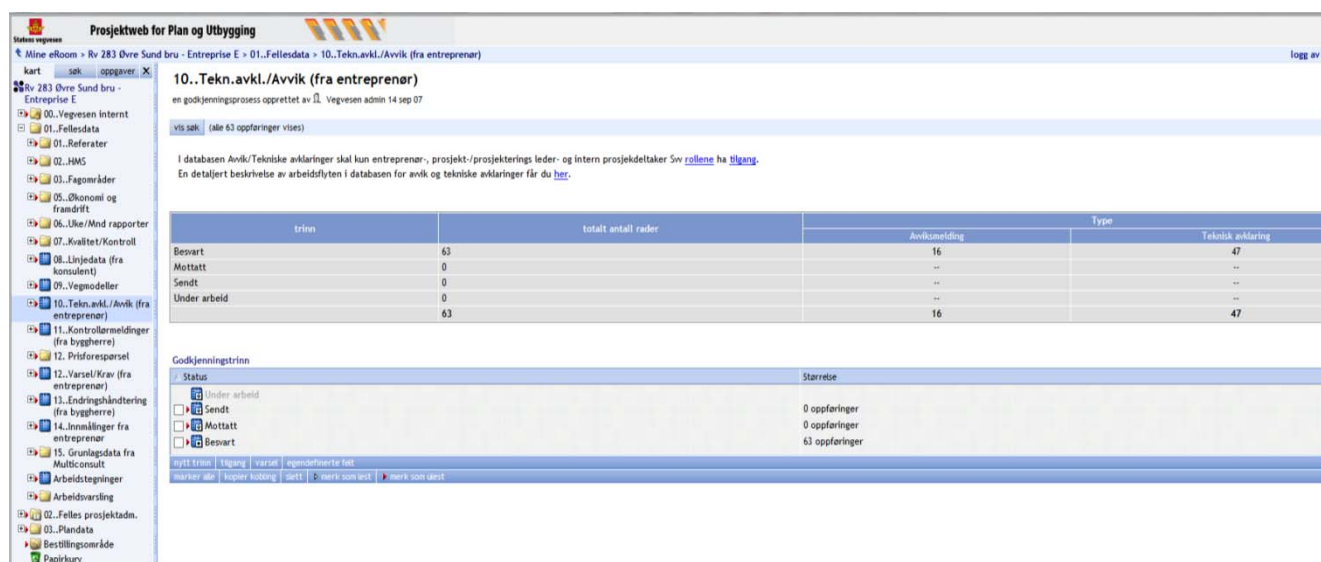 Statens vegvesen
Prosjektweb for Plan og Utbygging
Mine eRoom > Rv 283 Øvre Sund bru - Entreprise E > 01..Fellesdata > 10..Tekn.avkl./Avvik (fra entreprenør)
logg av
kart søk oppgaver X
Rv 283 Øvre Sund bru -
Entreprise E
00..Vegvesen internt
01..Fellesdata
01..Referater
02..HMS
03..Fagområder
05..Økonomi og
framdrift
06..Uke/Mnd rapporter
07..Kvalitet/Kontroll
08..Linjedata (fra
konsulent)
09..Vegmodeller
10..Tekn.avkl./Avvik (fra
entreprenør)
11..Kontrollørmeldinger
(fra byggherre)
12. Prisforespørsel
12..Varsel/Krav (fra
entreprenør)
13..Endringshåndtering
(fra byggherre)
14..Innmålinger fra
entreprenør
15. Grunlagsdata fra
Multiconsult
Arbeidstegninger
Arbeidsvarsling
02..Felles prosjektadm.
03..Plandata
Bestillingsområde
Papirkurv
10..Tekn.avkl./Avvik (fra entreprenør)
en godkjenningsprosess opprettet av Vegvesen admin 14 sep 07
vis søk (alle 63 oppføringer vises)
I databasen Avvik/Tekniske avklaringer skal kun entreprenør-, prosjekt-/prosjekterings leder- og intern prosjekdeltaker Svv rollene ha tilgang.
En detaljert beskrivelse av arbeidsflyten i databasen for avvik og tekniske avklaringer får du her.
trinn totalt antall rader Type
Avviksmelding Teknisk avklaring
Besvart 63 16 47
Mottatt 0 -- --
Sendt 0 -- --
Under arbeid 0 -- --
63 16 47
Godkjenningstrinn
Status Størrelse
Under arbeid
Sendt 0 oppføringer
Mottatt 0 oppføringer
Besvart 63 oppføringer
nytt trinn | tilgang | varsel | egendefinerte felt
marker alle | kopier kobling | slett | merk som lest | merk som ulest